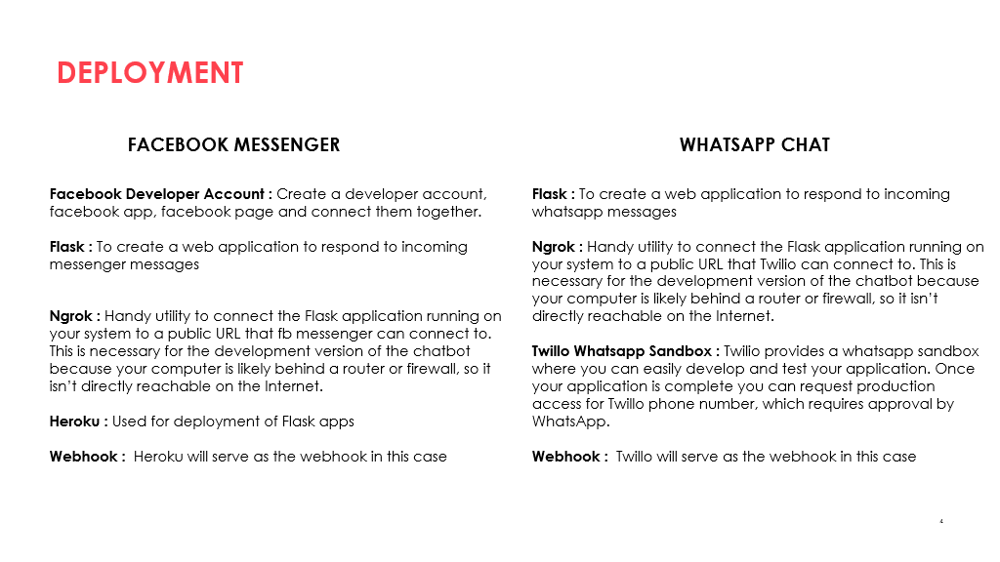 DEPLOYMENT
FACEBOOK MESSENGER
Facebook Developer Account : Create a developer account,
facebook app, facebook page and connect them together.
Flask : To create a web application to respond to incoming
messenger messages
Ngrok : Handy utility to connect the Flask application running on
your system to a public URL that fb messenger can connect to.
This is necessary for the development version of the chatbot
because your computer is likely behind a router or firewall, so it
isn’t directly reachable on the Internet.
Heroku : Used for deployment of Flask apps
Webhook : Heroku will serve as the webhook in this case
WHATSAPP CHAT
Flask : To create a web application to respond to incoming
whatsapp messages
Ngrok : Handy utility to connect the Flask application running on
your system to a public URL that Twilio can connect to. This is
necessary for the development version of the chatbot because
your computer is likely behind a router or firewall, so it isn’t
directly reachable on the Internet.
Twillo Whatsapp Sandbox : Twilio provides a whatsapp sandbox
where you can easily develop and test your application. Once
your application is complete you can request production
access for Twillo phone number, which requires approval by
WhatsApp.
Webhook : Twillo will serve as the webhook in this case
4